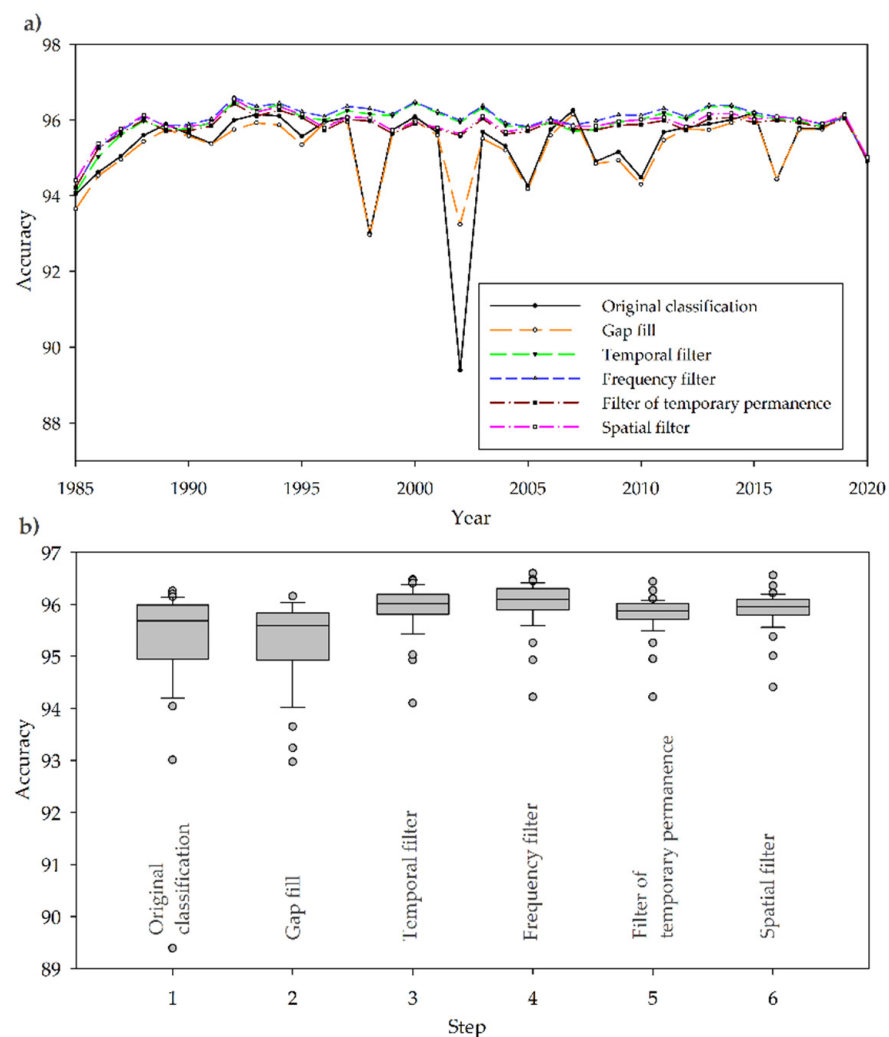 a)
98
96
94
92
90
88
Accuracy
Original classification
Gap fill
Temporal filter
Frequency filter
Filter of temporary permanence
Spatial filter
1985 1990 1995 2000 2005 2010 2015 2020
Year
b)
97
96
95
94
93
92
91
90
89
Accuracy
Original
classification
Gap fill
Temporal filter
Frequency filter
Filter of
temporary permanence
Spatial filter
1 2 3 4 5 6
Step